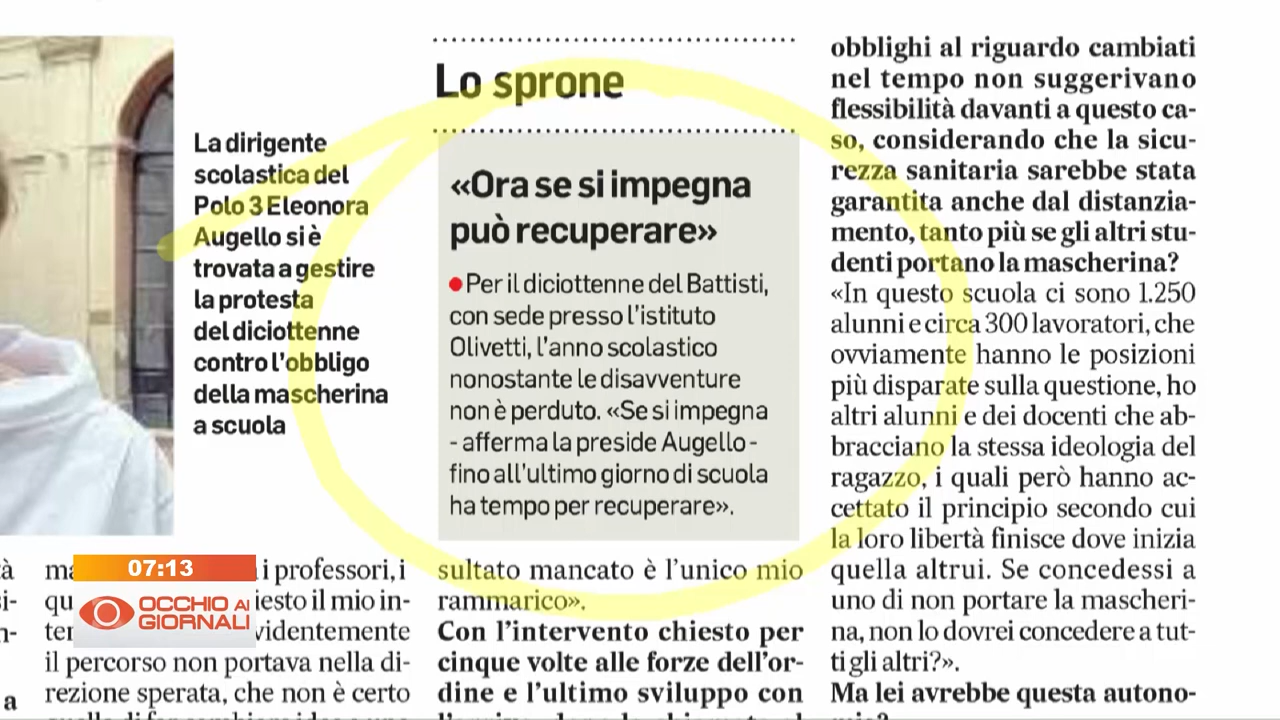 La dirigente
scolastica del
Polo 3 Eleonora
Augello si è
trovata a gestire
la protesta
del diciottenne
contro l'obbligo
della mascherina
a scuola
Lo sprone
«Ora se si impegna
può recuperare»
Per il diciottenne del Battisti,
con sede presso l'istituto
Olivetti, l'anno scolastico
nonostante le disavventure
non è perduto. «Se si impegna
- afferma la preside Augello -
fino all'ultimo giorno di scuola
ha tempo per recuperare».
i professori, i
iesto il mio in-
videntemente
il percorso non portava nella di-
rezione sperata, che non è certo
sultato mancato è l'unico mio
rammarico».
Con l'intervento chiesto per
cinque volte alle forze dell'or-
dine e l'ultimo sviluppo con
obblighi al riguardo cambiati
nel tempo non suggerivano
flessibilità davanti a questo ca-
so, considerando che la sicu-
rezza sanitaria sarebbe stata
garantita anche dal distanzia-
mento, tanto più se gli altri stu-
denti portano la mascherina?
«In questo scuola ci sono 1.250
alunni e circa 300 lavoratori, che
ovviamente hanno le posizioni
più disparate sulla questione, ho
altri alunni e dei docenti che ab-
bracciano la stessa ideologia del
ragazzo, i quali però hanno ac-
cettato il principio secondo cui
la loro libertà finisce dove inizia
quella altrui. Se concedessi a
uno di non portare la mascheri-
na, non lo dovrei concedere a tut-
ti gli altri?».
Ma lei avrebbe questa autono-
07:13
OCCHIO AI
GIORNALI